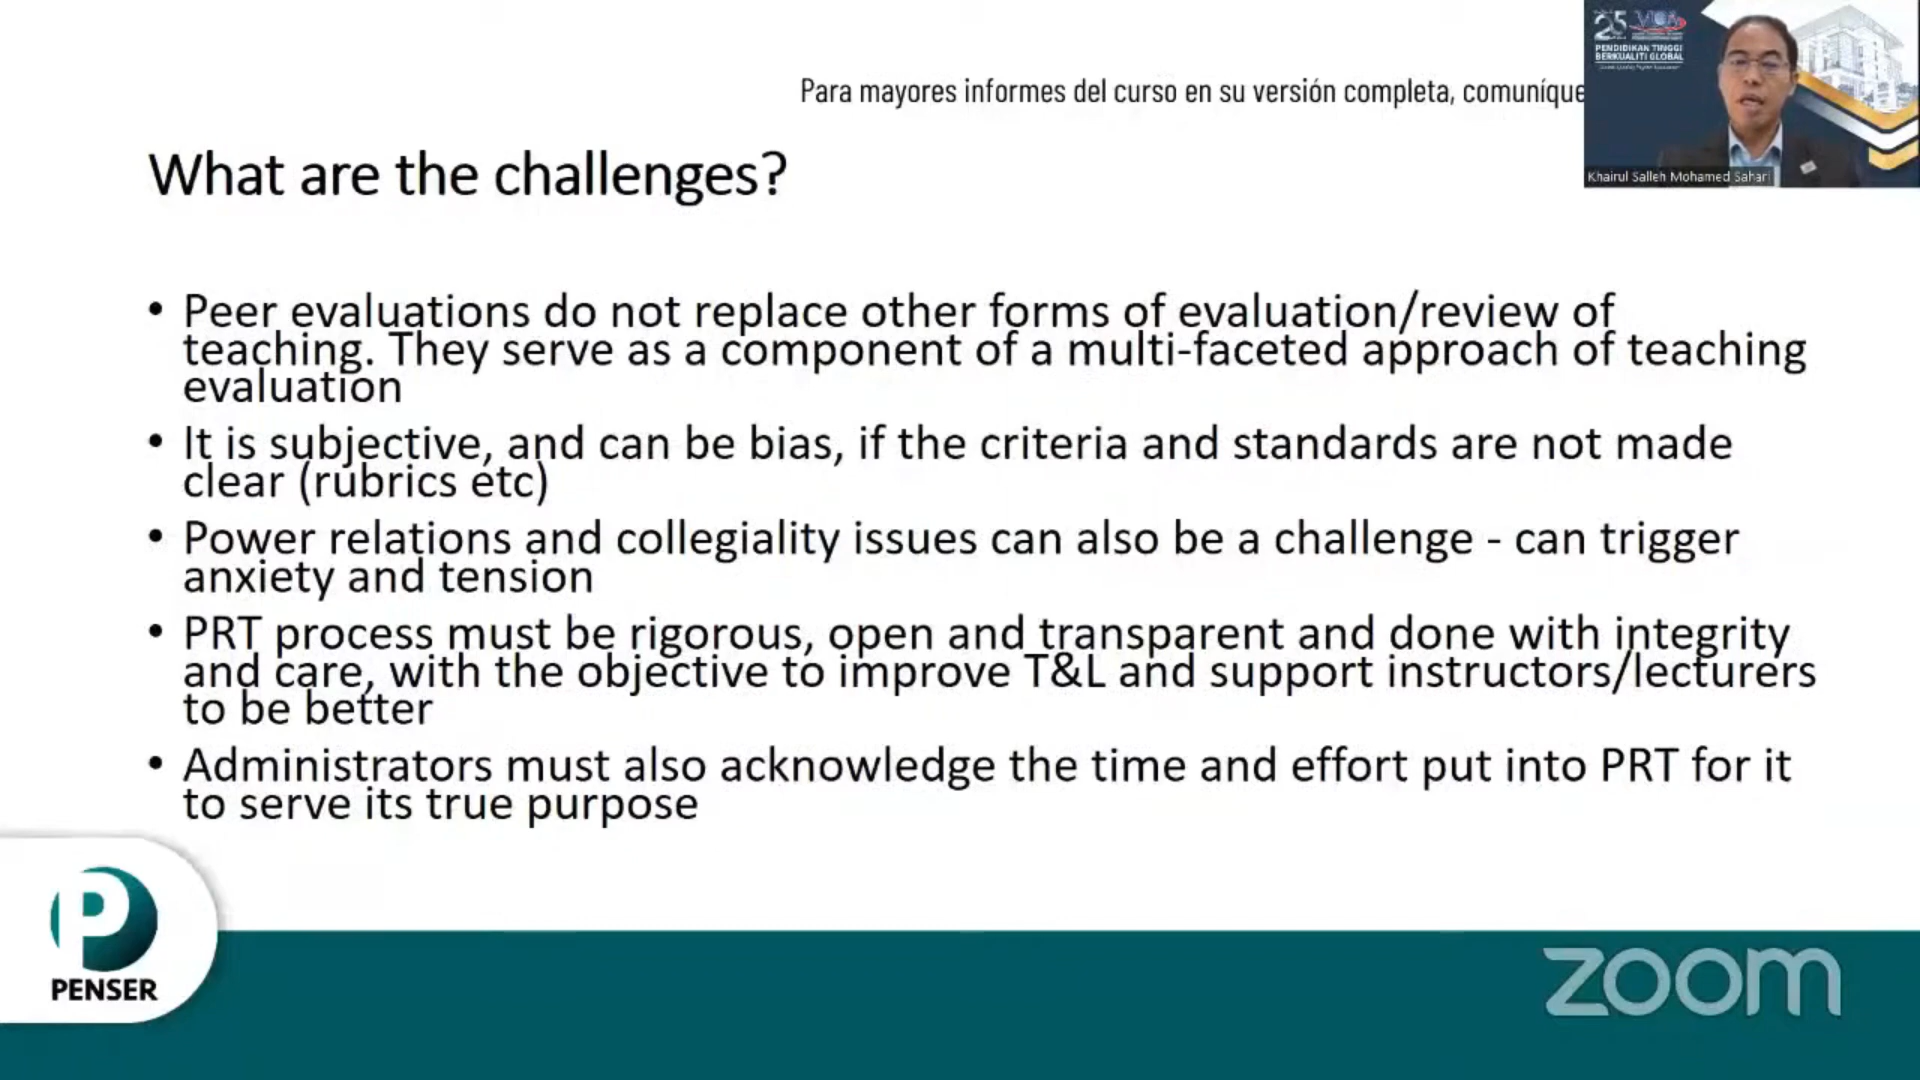 Para mayores informes del curso en su versión completa, comuníque
25
PENDIDIKAN TINGGI
BERKUALITI GLOBAL
Khairul Salleh Mohamed Sahari
What are the challenges?
• Peer evaluations do not replace other forms of evaluation/review of
teaching. They serve as a component of a multi-faceted approach of teaching
evaluation
• It is subjective, and can be bias, if the criteria and standards are not made
clear (rubrics etc)
• Power relations and collegiality issues can also be a challenge - can trigger
anxiety and tension
• PRT process must be rigorous, open and transparent and done with integrity
and care, with the objective to improve T&L and support instructors/lecturers
to be better
• Administrators must also acknowledge the time and effort put into PRT for it
to serve its true purpose
P
PENSER
zoom